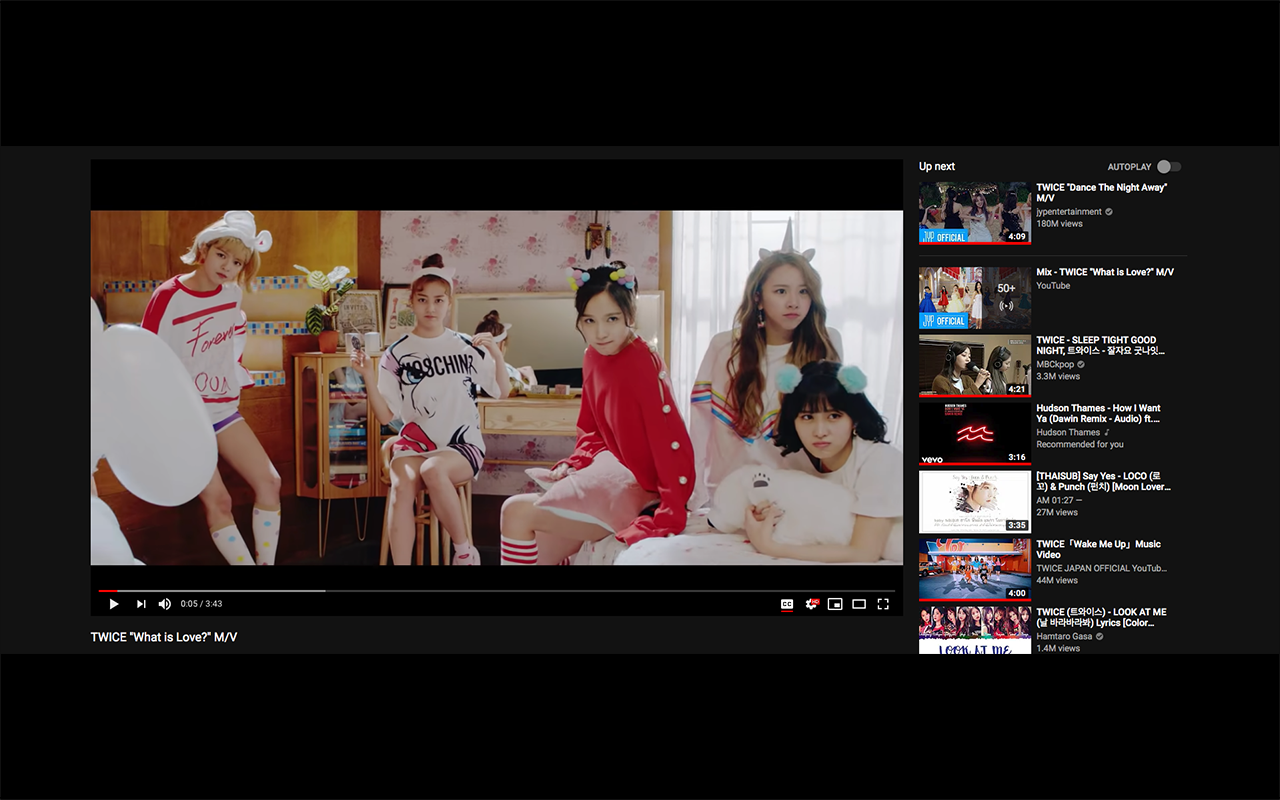 Forever
YOUNG
MOSCHINO
INVITED
0:05 / 3:43
CC
HD
TWICE "What is Love?" M/V
Up next
AUTOPLAY
OFFICIAL
4:09
TWICE "Dance The Night Away"
M/V
jypentertainment
180M views
50+
OFFICIAL
Mix - TWICE "What is Love?" M/V
YouTube
4:21
TWICE - SLEEP TIGHT GOOD
NIGHT, 트와이스 - 잘자요 굿나잇...
MBCkpop
3.3M views
HUDSON THAMES
vevo
3:16
Hudson Thames - How I Want
Ya (Dawin Remix - Audio) ft....
Hudson Thames
Recommended for you
3:35
[THAISUB] Say Yes - LOCO (로
꼬) & Punch (펀치) [Moon Lover...
AM 01:27 —
27M views
4:00
TWICE「Wake Me Up」Music
Video
TWICE JAPAN OFFICIAL YouTub...
44M views
LOOK AT ME
TWICE (트와이스) - LOOK AT ME
(날 바라바라봐) Lyrics [Color...
Hamtaro Gasa
1.4M views